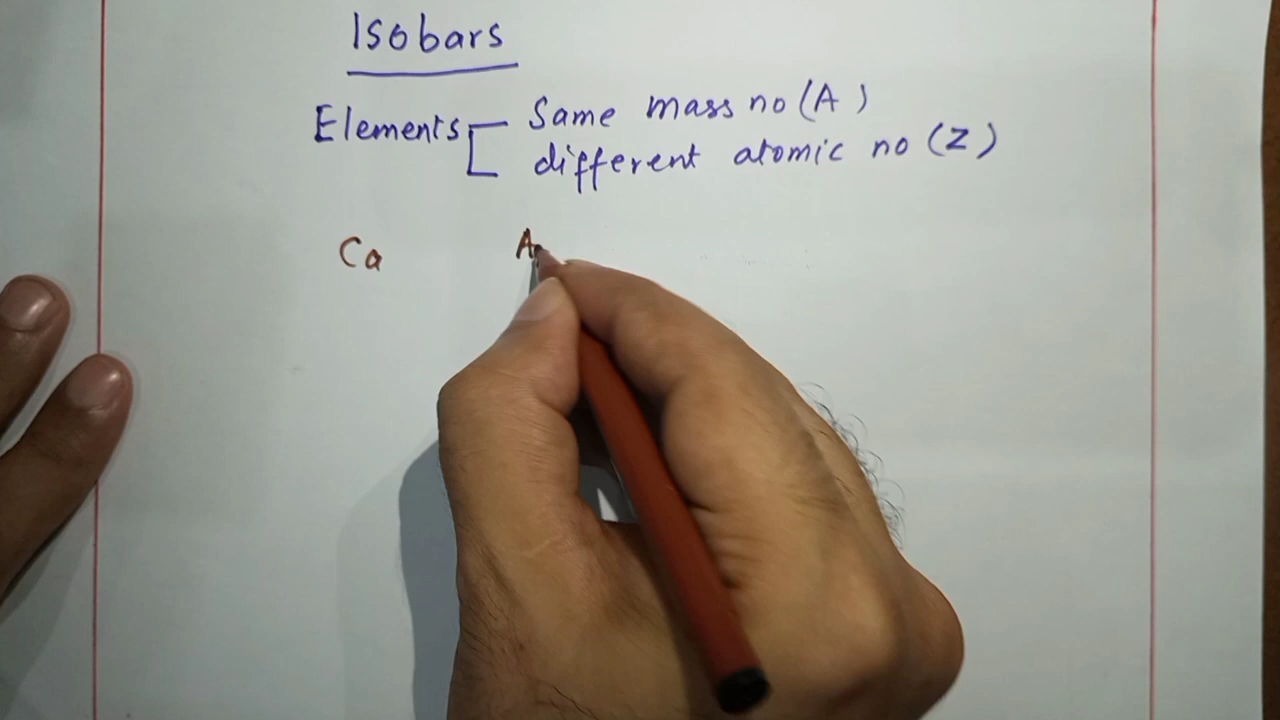 Isobars
Elements Same mass no (A)
different atomic no (Z)
Ca A